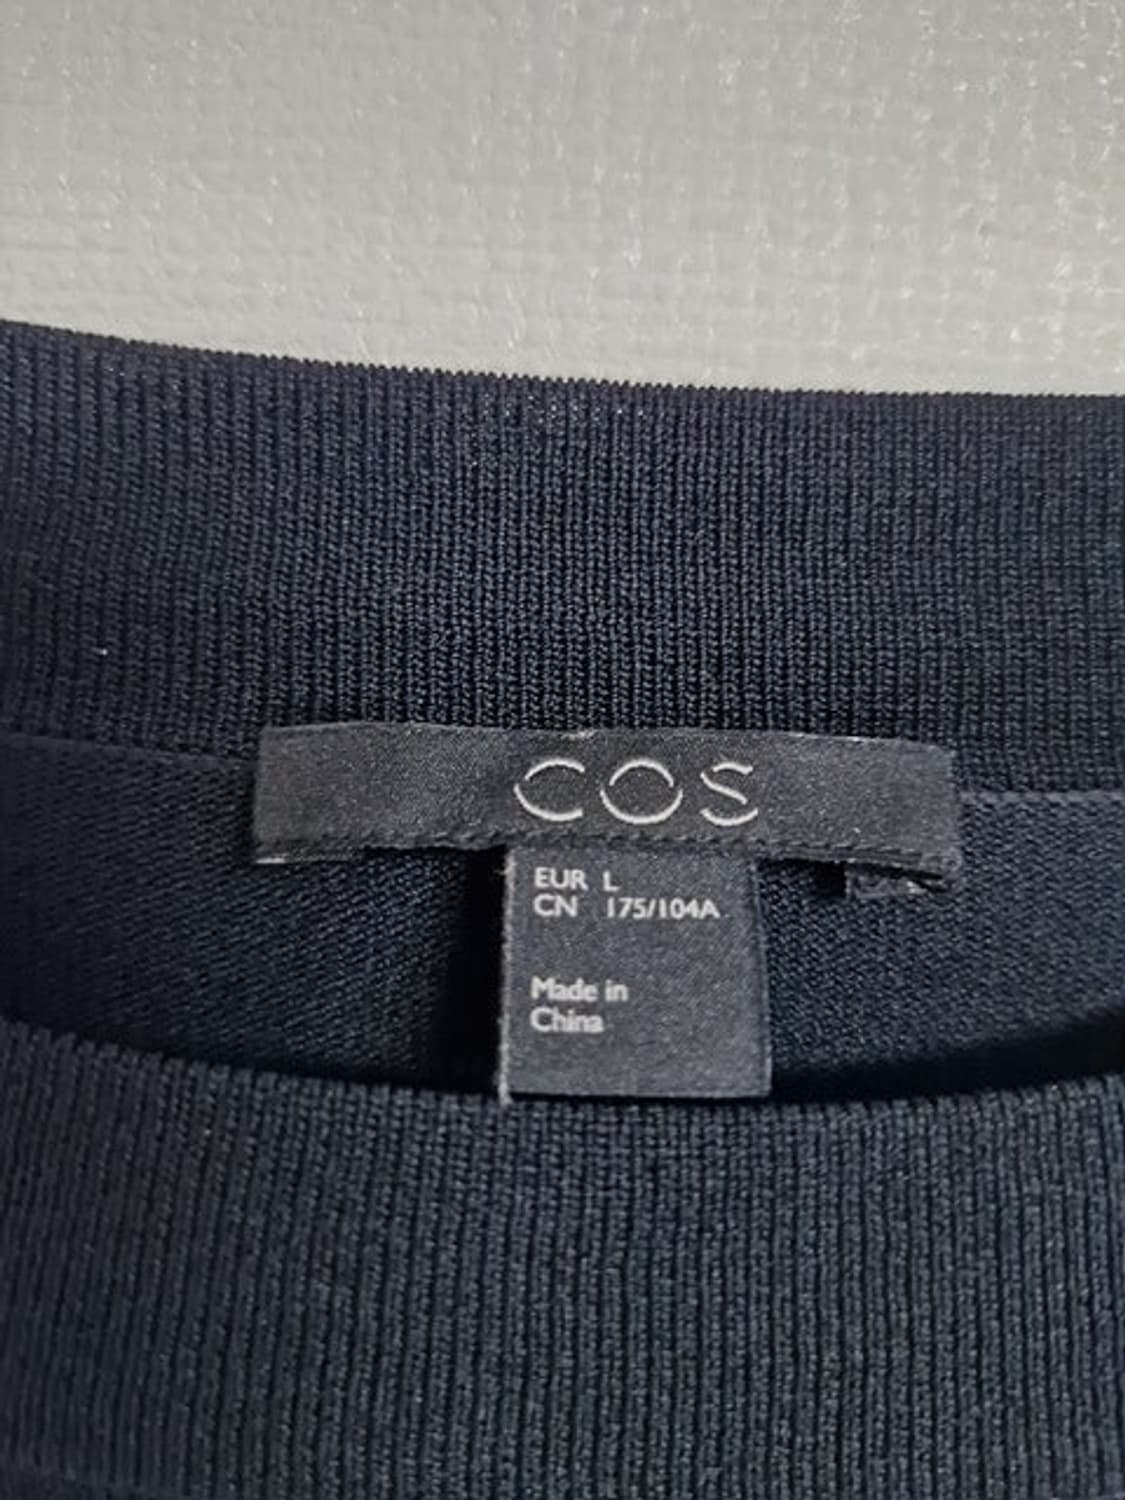 COS
EUR L
CN 175/104A
Made in
China